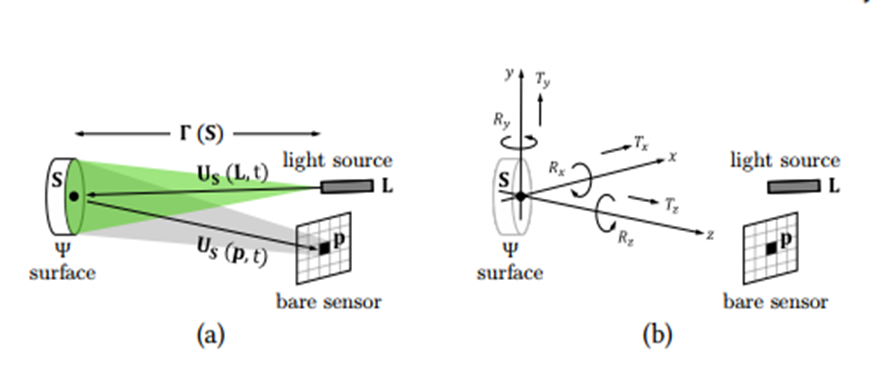 Γ (S)
light source
S
U_S (L, t)
L
U_S (p, t)
p
Ψ
surface
bare sensor
(a)
y
T_y
R_y
T_x
x
R_x
S
T_z
z
R_z
Ψ
surface
light source
L
p
bare sensor
(b)